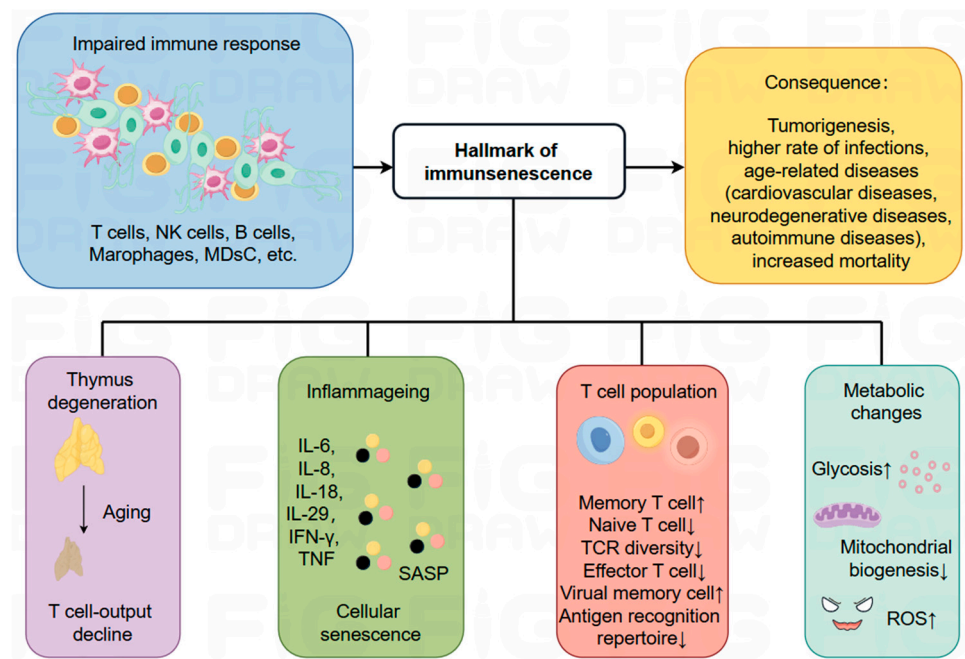 Impaired immune response
T cells, NK cells, B cells,
Marophages, MDsC, etc.
Hallmark of
immunsenescence
Consequence:
Tumorigenesis,
higher rate of infections,
age-related diseases
(cardiovascular diseases,
neurodegenerative diseases,
autoimmune diseases),
increased mortality
Thymus
degeneration
Aging
T cell-output
decline
Inflammageing
IL-6,
IL-8,
IL-18,
IL-29,
IFN-γ,
TNF
SASP
Cellular
senescence
T cell population
Memory T cell↑
Naive T cell↓
TCR diversity↓
Effector T cell↓
Virual memory cell↑
Antigen recognition
repertoire↓
Metabolic
changes
Glycosis↑
Mitochondrial
biogenesis↓
ROS↑
FIG
DRAW